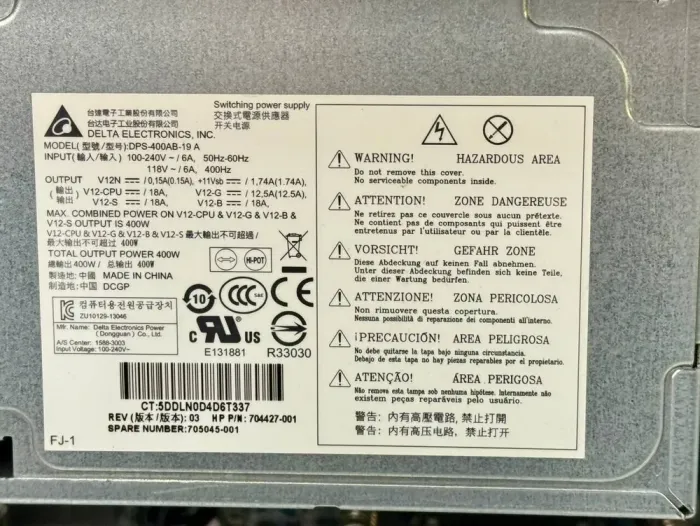 台達電子工業股份有限公司
台达电子工业股份有限公司
DELTA ELECTRONICS, INC.
Switching power supply
交換式電源供應器
开关电源
MODEL(型號/型号):DPS-400AB-19 A
INPUT(輸入/输入) 100-240V~/6A, 50Hz-60Hz
118V~/6A, 400Hz
OUTPUT V12N ⎓/0,15A(0.15A), +11Vsb ⎓/1,74A(1.74A),
(輸出/输出) V12-CPU ⎓/18A, V12-G ⎓/12,5A(12.5A),
V12-S ⎓/18A, V12-B ⎓/18A,
MAX. COMBINED POWER ON V12-CPU & V12-G & V12-B &
V12-S OUTPUT IS 400W
V12-CPU & V12-G & V12-B & V12-S 最大輸出不可超過/
最大输出不可超过 400W
TOTAL OUTPUT POWER 400W
總輸出400W / 总输出 400W
製造地:中國 MADE IN CHINA
制造地:中国 DCGP
HI-POT
컴퓨터용전원공급장치
ZU10129-13046
Mfr. Name: Delta Electronics Power
(Dongguan) Co., Ltd.
A/S Center: 1588-3003
Input Voltage: 100-240V~
10
CCC
S&E
CE
c UL US
E131881
R33030
CT:5DDLN0D4D6T337
REV(版本/版本): 03 HP P/N: 704427-001
SPARE NUMBER:705045-001
FJ-1
WARNING! HAZARDOUS AREA
Do not remove this cover.
No serviceable components inside.
ATTENTION! ZONE DANGEREUSE
Ne retirez pas ce couvercle sous aucun prétexte.
Ne contient pas de composants qui puissent être
entretenus par l'utilisateur ou par la clientêle.
VORSICHT! GEFAHR ZONE
Diese Abdeckung auf keinen Fall abnehmen.
Unter dieser Abdeckung befinden sich keine Teile,
die einer Wartung bedürfen.
ATTENZIONE! ZONA PERICOLOSA
Non rimuovere questa copertura.
Nessuna possibilità di reparazione dei componenti all'interno.
¡PRECAUCIÓN! AREA PELIGROSA
No debe quitarse la tapa bajo ninguna circunstancia.
Debajo de esta tapa no hay piezas reparables por el propietario.
ATENÇÃO! ÁREA PERIGOSA
Não remova esta tampa sob nenhuma hipótese. Internamente não
existem peças reparáveis pelo usuário.
警告: 內有高壓電路, 禁止打開
警告: 内有高压电路, 禁止打开